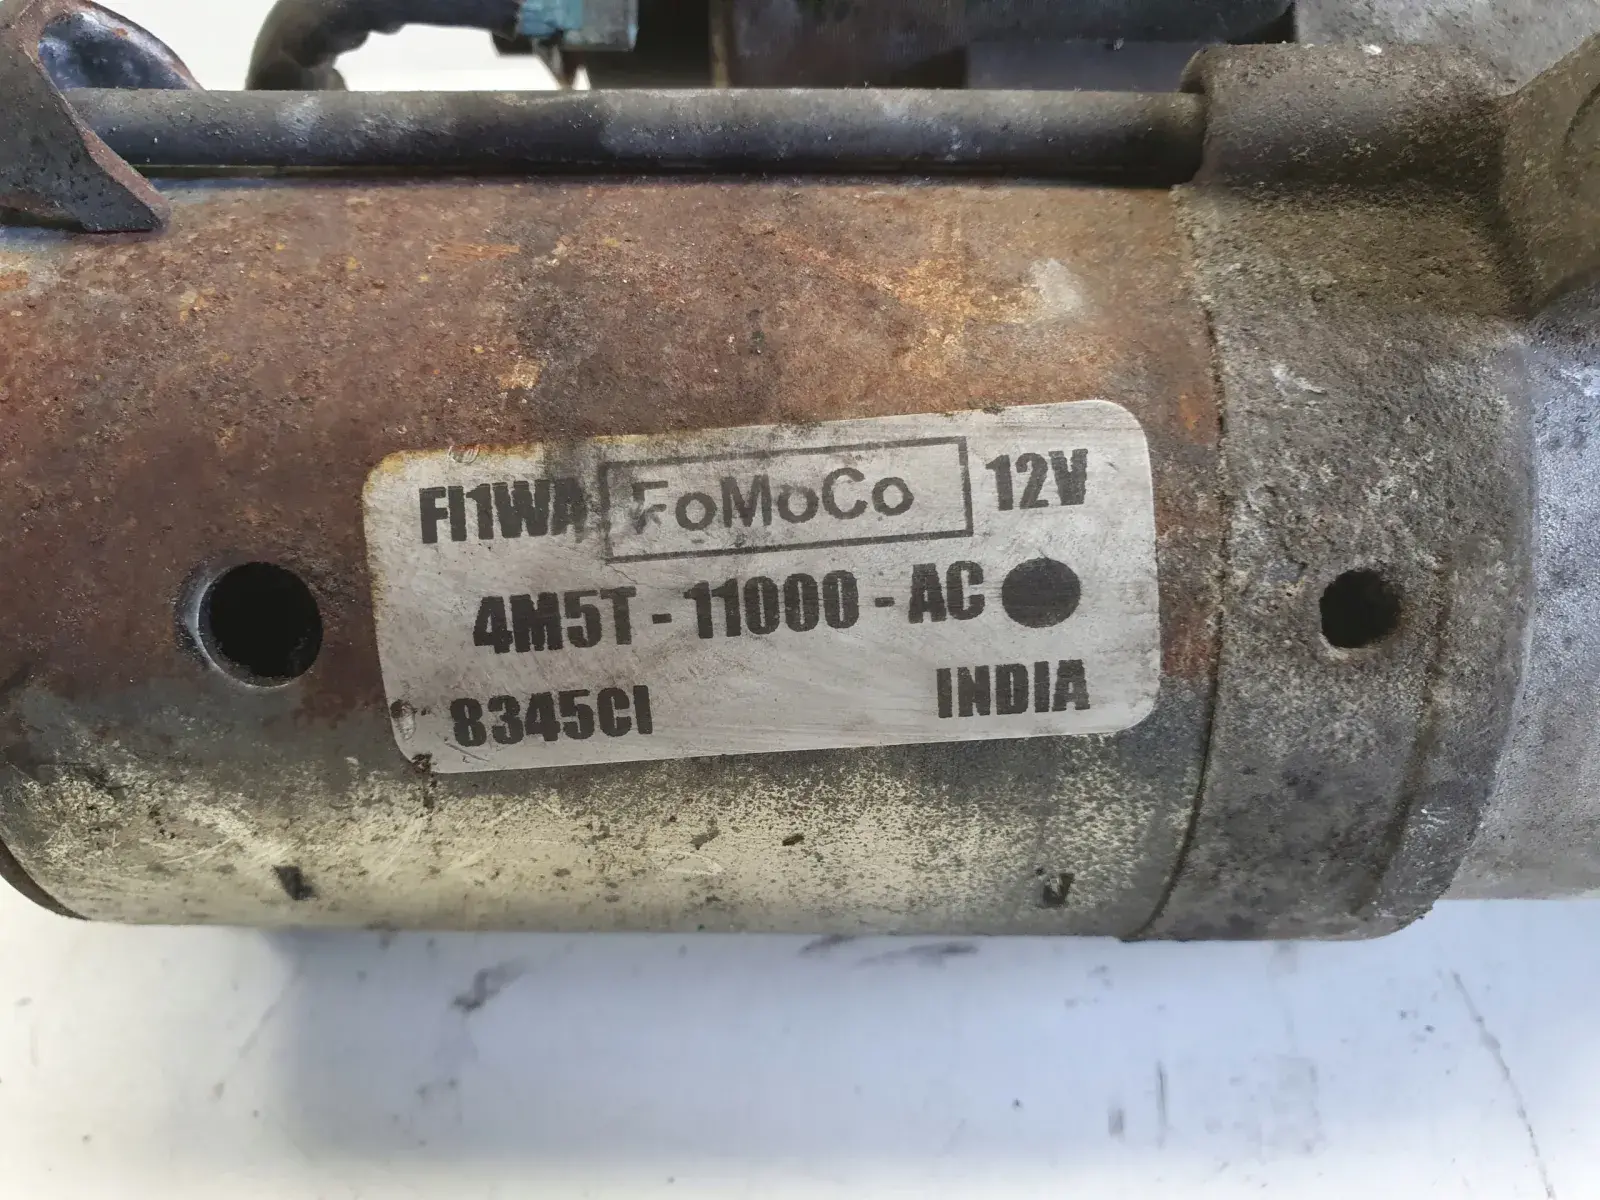 FI1WA FoMoCo 12V
4M5T-11000-AC
8345CI INDIA